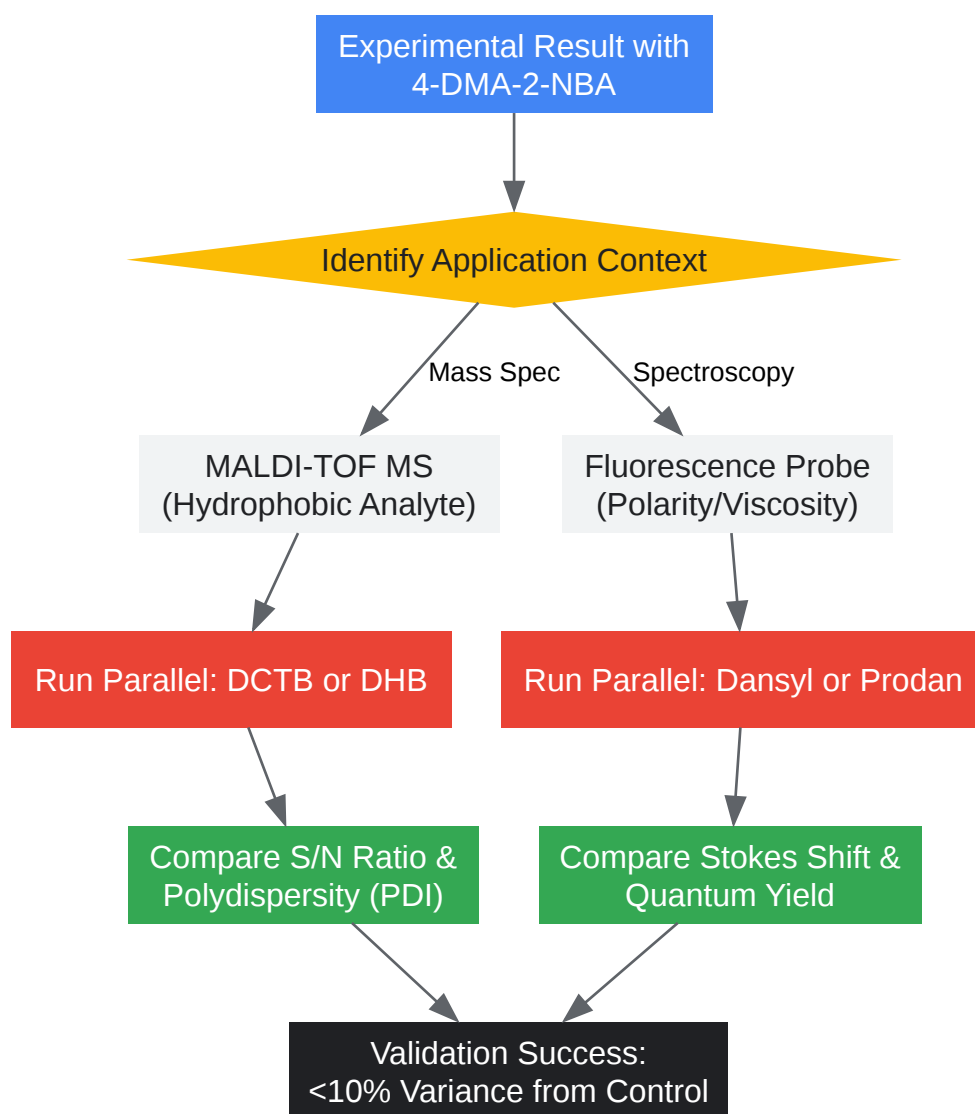 Experimental Result with
4-DMA-2-NBA
Identify Application Context
Mass Spec
Spectroscopy
MALDI-TOF MS
(Hydrophobic Analyte)
Fluorescence Probe
(Polarity/Viscosity)
Run Parallel: DCTB or DHB
Run Parallel: Dansyl or Prodan
Compare S/N Ratio &
Polydispersity (PDI)
Compare Stokes Shift &
Quantum Yield
Validation Success:
<10% Variance from Control